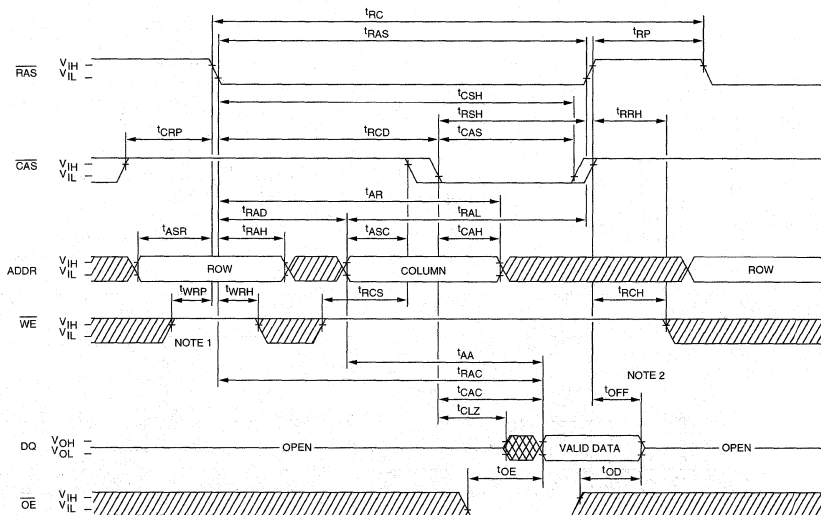 tRC
tRAS
tRP
RAS
VIH
VIL
tCSH
tRSH
tRRH
tCRP
tRCD
tCAS
CAS
VIH
VIL
tAR
tRAD
tRAL
tASR
tRAH
tASC
tCAH
ADDR
VIH
VIL
ROW
COLUMN
ROW
tWRP
tWRH
tRCS
tRCH
WE
VIH
VIL
NOTE 1
tAA
tRAC
NOTE 2
tCAC
tOFF
tCLZ
DQ
VOH
VOL
OPEN
VALID DATA
OPEN
tOE
tOD
OE
VIH
VIL